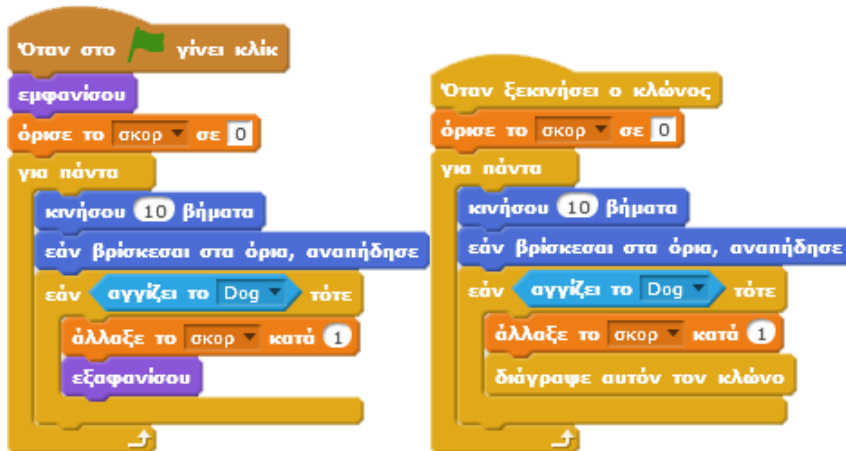 Όταν στο γίνει κλίκ
εμφανίσου
όρισε το σκορ σε 0
για πάντα
κινήσου 10 βήματα
εάν βρίσκεσαι στα όρια, αναπήδησε
εάν αγγίζει το Dog τότε
άλλαξε το σκορ κατά 1
εξαφανίσου
Όταν ξεκινήσει ο κλώνος
όρισε το σκορ σε 0
για πάντα
κινήσου 10 βήματα
εάν βρίσκεσαι στα όρια, αναπήδησε
εάν αγγίζει το Dog τότε
άλλαξε το σκορ κατά 1
διάγραψε αυτόν τον κλώνο